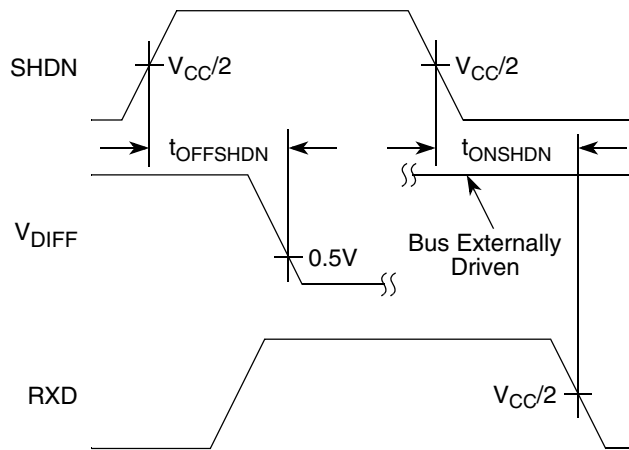 SHDN
V_CC/2
V_CC/2
t_OFFSHDN
t_ONSHDN
V_DIFF
Bus Externally
Driven
0.5V
RXD
V_CC/2